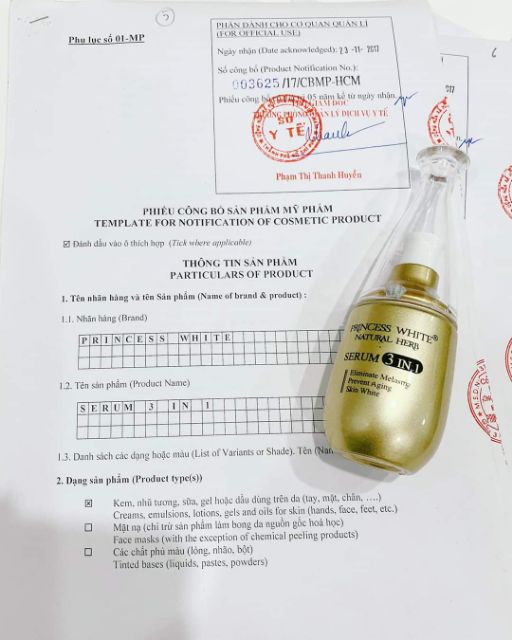 Phụ lục số 01-MP
PHẦN DÀNH CHO CƠ QUAN QUẢN LÍ
(FOR OFFICIAL USE)
Ngày nhận (Date acknowledged): 23 -11- 2017
Số công bố (Product Notification No.):
003625/17/CBMP-HCM
Phiếu công bố 05 năm kể từ ngày nhận
GIÁM ĐỐC
PHÒNG QUẢN LÝ DỊCH VỤ Y TẾ
SỞ
Y TẾ
Phạm Thị Thanh Huyền
PHIẾU CÔNG BỐ SẢN PHẨM MỸ PHẨM
TEMPLATE FOR NOTIFICATION OF COSMETIC PRODUCT
☑ Đánh dấu vào ô thích hợp (Tick where applicable)
THÔNG TIN SẢN PHẨM
PARTICULARS OF PRODUCT
1. Tên nhãn hàng và tên Sản phẩm (Name of brand & product) :
1.1. Nhãn hàng (Brand)
PRINCESS WHITE
1.2. Tên sản phẩm (Product Name)
SERUM 3 IN 1
1.3. Danh sách các dạng hoặc màu (List of Variants or Shade). Tên
2. Dạng sản phẩm (Product type(s))
☒ Kem, nhũ tương, sữa, gel hoặc dầu dùng trên da (tay, mặt, chân, ….)
Creams, emulsions, lotions, gels and oils for skin (hands, face, feet, etc.)
☐ Mặt nạ (chỉ trừ sản phẩm làm bong da nguồn gốc hoá học)
Face masks (with the exception of chemical peeling products)
☐ Các chất phủ màu (lỏng, nhão, bột)
Tinted bases (liquids, pastes, powders)
PRINCESS WHITE®
NATURAL HERB
SERUM 3 IN 1
Eliminate Melasma
Prevent Aging
Skin White